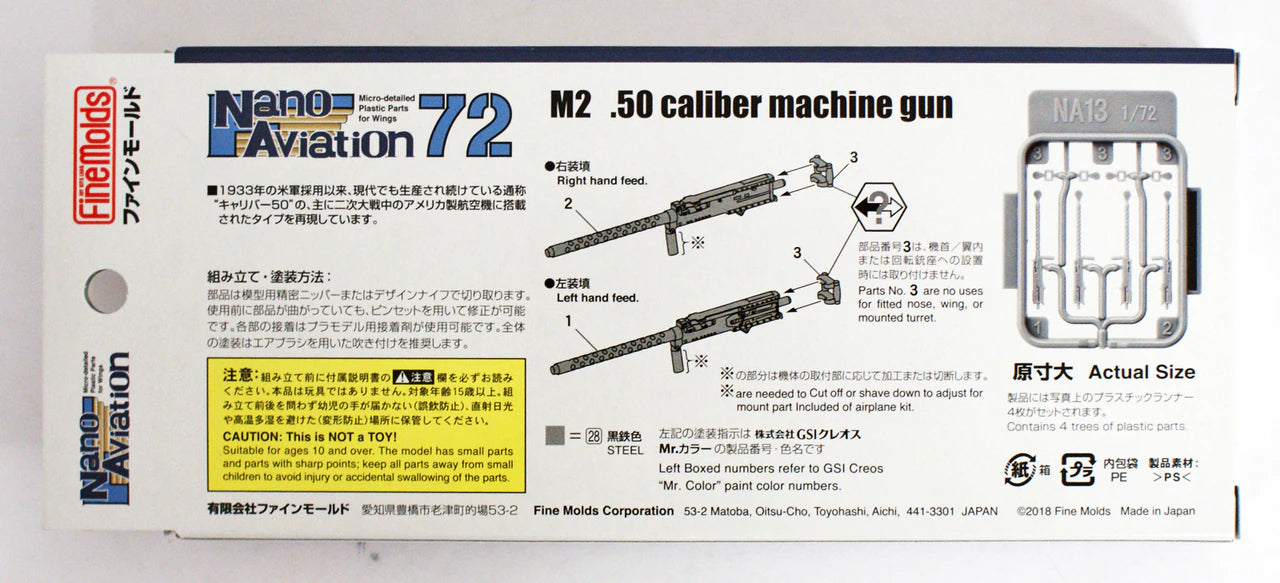 FineMolds®
ファインモールド
Nano Aviation 72
Micro-detailed
Plastic Parts
for Wings
■1933年の米軍採用以来、現代でも生産され続けている通称
“キャリバー50”の、主に二次大戦中のアメリカ製航空機に搭載
されたタイプを再現しています。
組み立て・塗装方法：
部品は模型用精密ニッパーまたはデザインナイフで切り取ります。
使用前に部品が曲がっていても、ピンセットを用いて修正が可能
です。各部の接着はプラモデル用接着剤が使用可能です。全体
の塗装はエアブラシを用いた吹き付けを推奨します。
注意：組み立て前に付属説明書の⚠注意欄を必ずお読み
ください。本品は玩具ではありません。対象年齢15歳以上。組
み立て前後を問わず幼児の手が届かない（誤飲防止）、直射日光
や高温多湿を避けた（変形防止）場所に保管してください。
CAUTION: This is NOT a TOY!
Suitable for ages 10 and over. The model has small parts
and parts with sharp points; keep all parts away from small
children to avoid injury or accidental swallowing of the parts.
M2 .50 caliber machine gun
●右装填
Right hand feed.
2
3
※
?
●左装填
Left hand feed.
1
3
※
部品番号3は、機首／翼内
または回転銃座への設置
時には取り付けません。
Parts No. 3 are no uses
for fitted nose, wing, or
mounted turret.
※の部分は機体の取付部に応じて加工または切断します。
※are needed to Cut off or shave down to adjust for
mount part Included of airplane kit.
= 28 黒鉄色
STEEL
左記の塗装指示は 株式会社GSIクレオス
Mr.カラーの製品番号・色名です
Left Boxed numbers refer to GSI Creos
“Mr. Color” paint color numbers.
NA13 1/72
3 3 3
1 2
原寸大 Actual Size
製品には写真上のプラスチックランナー
4枚がセットされます。
Contains 4 trees of plastic parts.
紙 箱
プラ 内包袋
PE
製品素材：
>PS<
Nano Aviation
Micro-detailed
Plastic Parts
for Wings
有限会社ファインモールド 愛知県豊橋市老津町的場53-2 Fine Molds Corporation 53-2 Matoba, Oitsu-Cho, Toyohashi, Aichi, 441-3301 JAPAN ©2018 Fine Molds Made in Japan